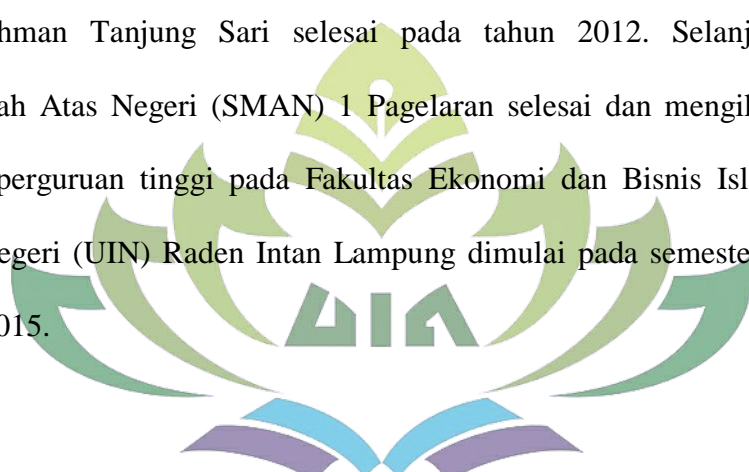 hman Tanjung Sari selesai pada tahun 2012. Selanj
ah Atas Negeri (SMAN) 1 Pagelaran selesai dan mengil
perguruan tinggi pada Fakultas Ekonomi dan Bisnis Isl
egeri (UIN) Raden Intan Lampung dimulai pada semeste
015.
UIN